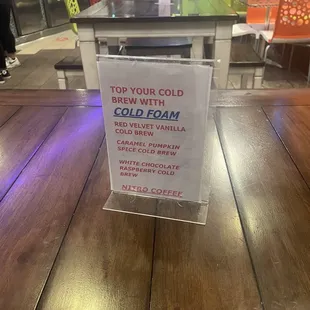 TOP YOUR COLD
BREW WITH
COLD FOAM
RED VELVET VANILLA
COLD BREW
CARAMEL PUMPKIN
SPICE COLD BREW
WHITE CHOCOLATE
RASPBERRY COLD
BREW
NITRO COFFEE